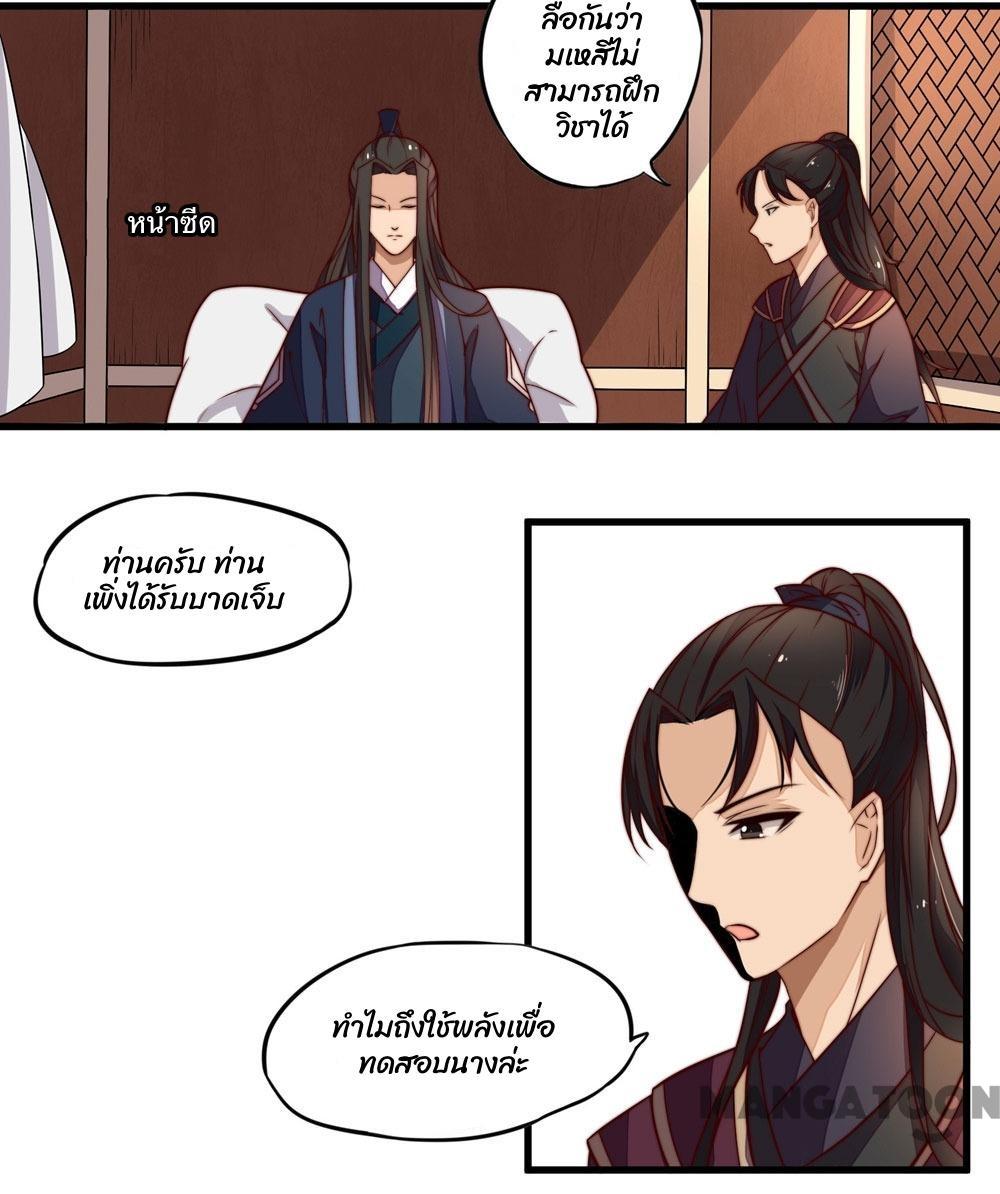 ลือกันว่า
มเหสีไม่
สามารถฝึก
วิชาได้
หน้าซีด
ท่านครับ ท่าน
เพิ่งได้รับบาดเจ็บ
ทำไมถึงใช้พลังเพื่อ
ทดสอบนางล่ะ
MANGATOON